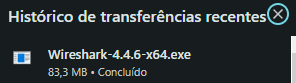 Histórico de transferências recentes
Wireshark-4.4.6-x64.exe
83,3 MB • Concluído